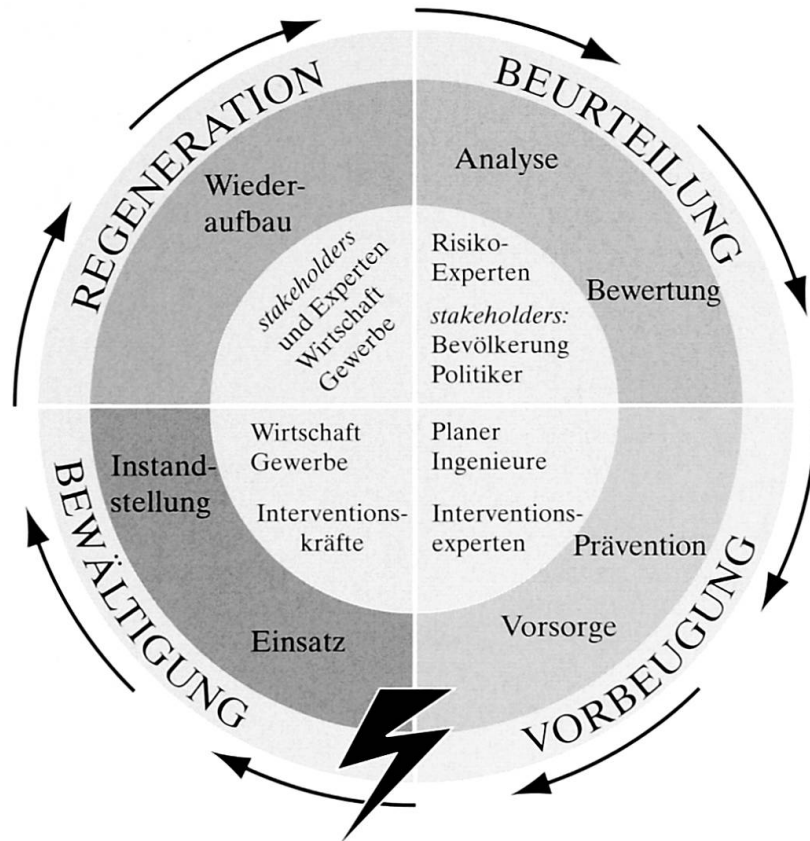 REGENERATION
Wieder-
aufbau
stakeholders
und Experten
Wirtschaft
Gewerbe
BEURTEILUNG
Analyse
Bewertung
Risiko-
Experten
stakeholders:
Bevölkerung
Politiker
BEWÄLTIGUNG
Instand-
stellung
Einsatz
Wirtschaft
Gewerbe
Interventions-
kräfte
Planer
Ingenieure
Interventions-
experten
Prävention
Vorsorge
VORBEUGUNG